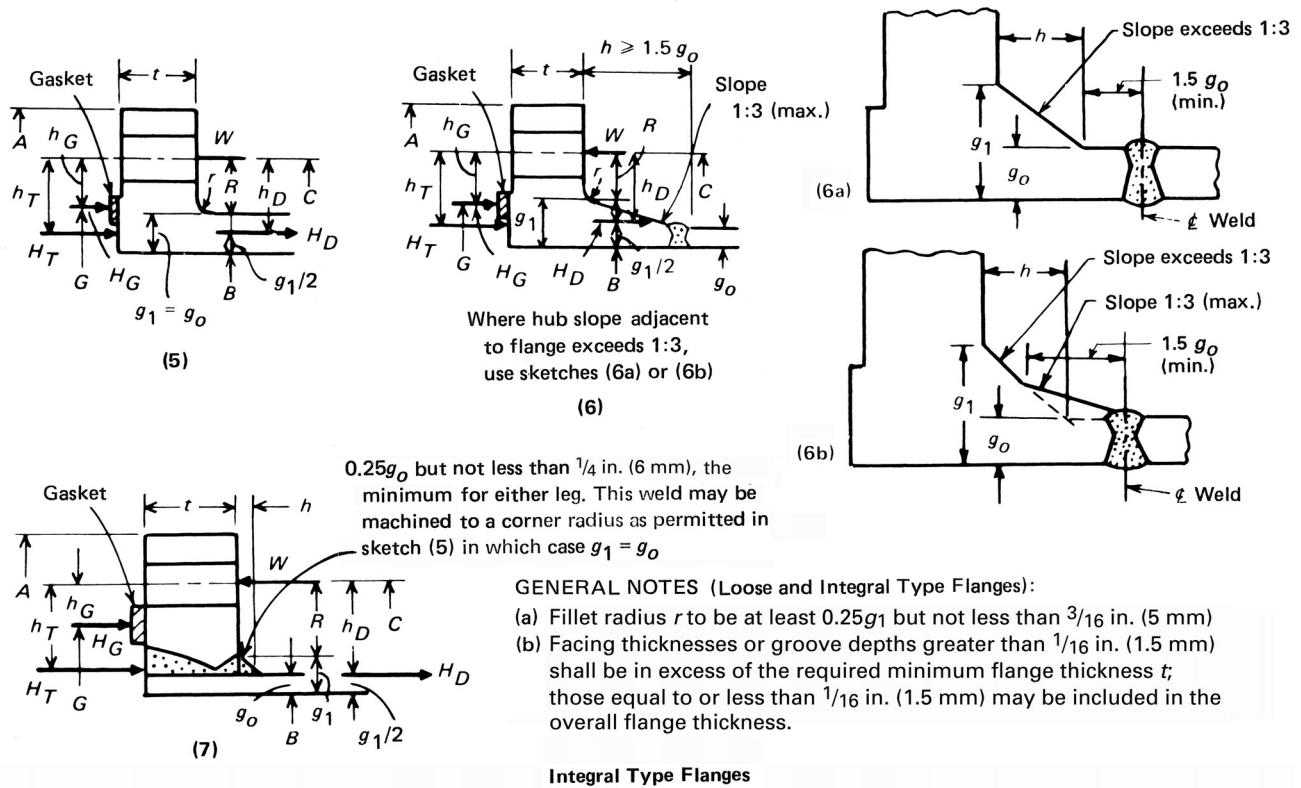 Gasket
t
A
h_G
W
h_T
r
R
h_D
C
H_T
G
H_G
H_D
g_1/2
B
g_1 = g_o
(5)
h ≥ 1.5 g_o
Gasket
t
Slope
1:3 (max.)
A
h_G
W
R
h_T
r
h_D
C
g_1
H_T
G
H_G
H_D
B
g_1/2
g_o
Where hub slope adjacent
to flange exceeds 1:3,
use sketches (6a) or (6b)
(6)
h
Slope exceeds 1:3
1.5 g_o
(min.)
g_1
g_o
(6a)
℄ Weld
h
Slope exceeds 1:3
Slope 1:3 (max.)
1.5 g_o
(min.)
g_1
g_o
(6b)
℄ Weld
0.25g_o but not less than 1/4 in. (6 mm), the
minimum for either leg. This weld may be
machined to a corner radius as permitted in
sketch (5) in which case g_1 = g_o
Gasket
t
h
A
W
h_G
h_T
H_G
R
h_D
C
H_T
G
H_D
g_o
B
g_1
g_1/2
(7)
GENERAL NOTES (Loose and Integral Type Flanges):
(a) Fillet radius r to be at least 0.25g1 but not less than 3/16 in. (5 mm)
(b) Facing thicknesses or groove depths greater than 1/16 in. (1.5 mm)
shall be in excess of the required minimum flange thickness t;
those equal to or less than 1/16 in. (1.5 mm) may be included in the
overall flange thickness.
Integral Type Flanges